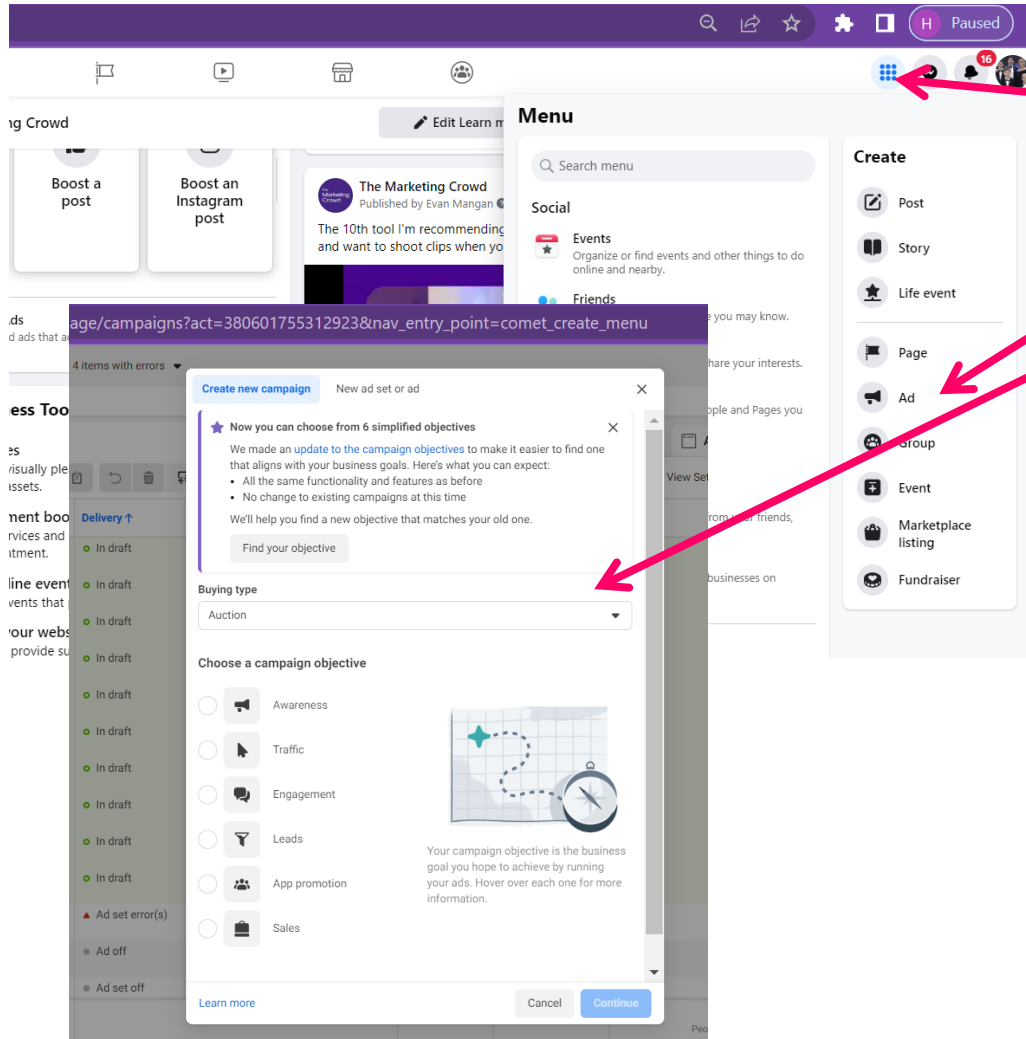 H Paused
16
ng Crowd
Edit Learn m
Boost a
post
Boost an
Instagram
post
The Marketing Crowd
Published by Evan Mangan
The 10th tool I'm recommending
and want to shoot clips when yo
Menu
Search menu
Social
Events
Organize or find events and other things to do
online and nearby.
Friends
e you may know.
hare your interests.
ople and Pages you
from your friends,
businesses on
Create
Post
Story
Life event
Page
Ad
Group
Event
Marketplace
listing
Fundraiser
ds
d ads that a
ess Too
es
visually ple
assets.
ment boo
rvices and
ntment.
line event
vents that
your webs
provide su
age/campaigns?act=380601755312923&nav_entry_point=comet_create_menu
4 items with errors
View Set
Delivery ↑
In draft
In draft
In draft
In draft
In draft
In draft
In draft
In draft
In draft
In draft
Ad set error(s)
Ad off
Ad set off
Peo
Create new campaign New ad set or ad
Now you can choose from 6 simplified objectives
We made an update to the campaign objectives to make it easier to find one
that aligns with your business goals. Here's what you can expect:
• All the same functionality and features as before
• No change to existing campaigns at this time
We'll help you find a new objective that matches your old one.
Find your objective
Buying type
Auction
Choose a campaign objective
Awareness
Traffic
Engagement
Leads
App promotion
Sales
Your campaign objective is the business
goal you hope to achieve by running
your ads. Hover over each one for more
information.
Learn more
Cancel
Continue